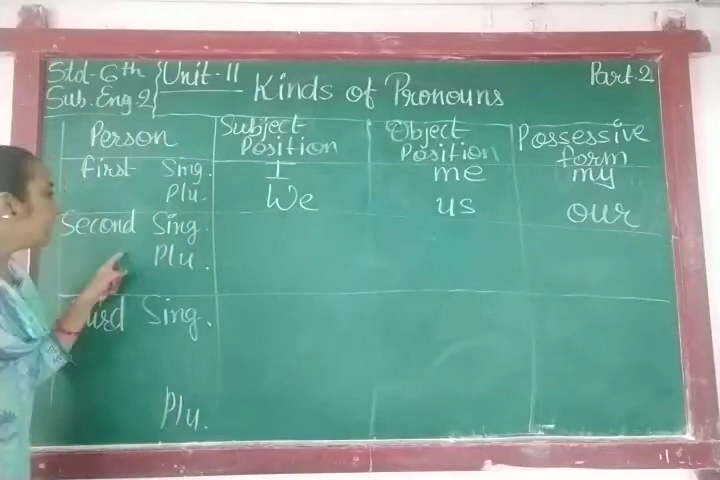 Std-6th { Unit-11 Kinds of Pronouns Part.2
Sub.Eng.2
Person Subject Position Object Position Possessive form
first Sing. I me my
Plu. We us our
Second Sing.
Plu.
Sing.
Plu.